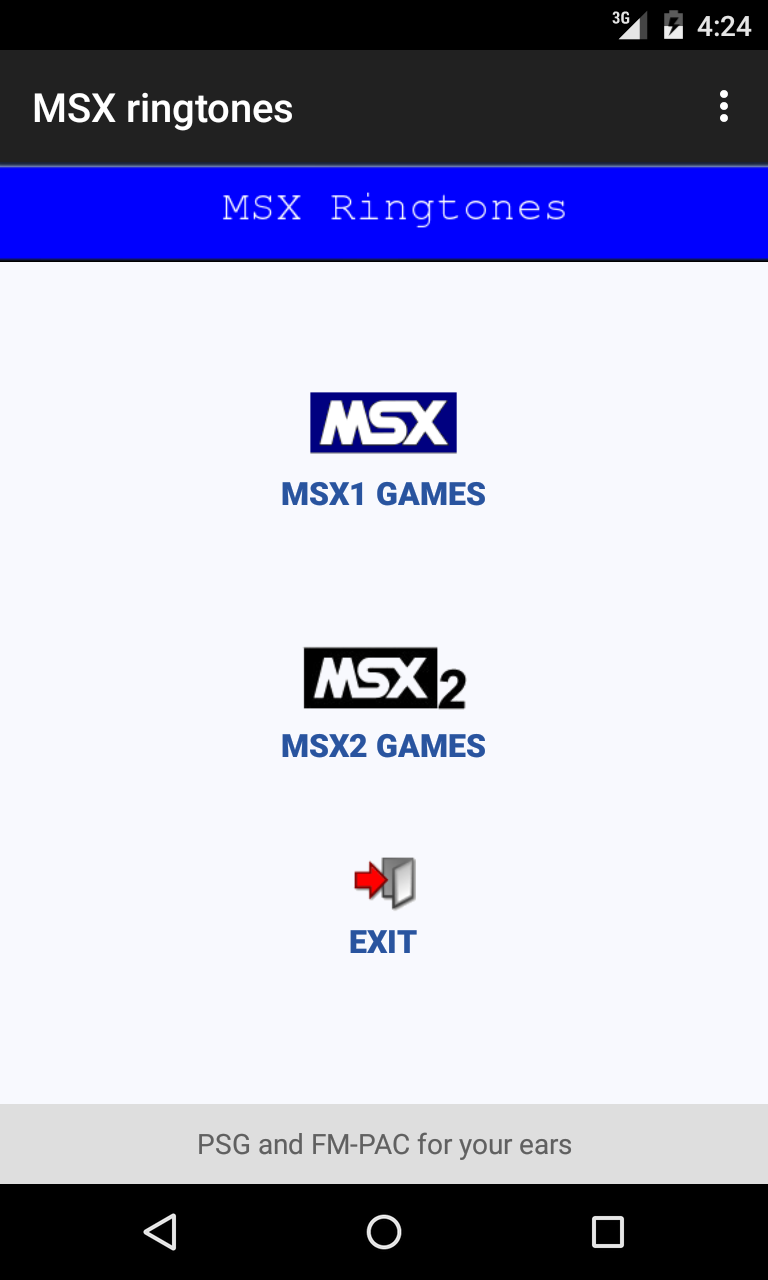 3G 4:24
MSX ringtones
MSX Ringtones
MSX
MSX1 GAMES
MSX2
MSX2 GAMES
EXIT
PSG and FM-PAC for your ears